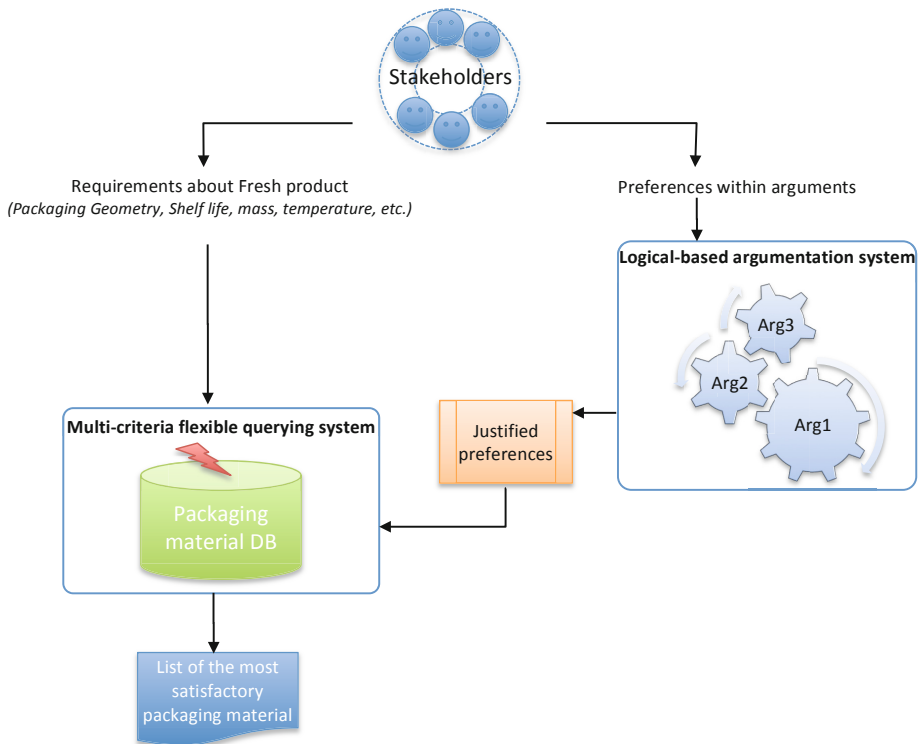 Stakeholders
Requirements about Fresh product
(Packaging Geometry, Shelf life, mass, temperature, etc.)
Preferences within arguments
Logical-based argumentation system
Arg3
Arg2
Arg1
Justified
preferences
Multi-criteria flexible querying system
Packaging
material DB
List of the most
satisfactory
packaging material